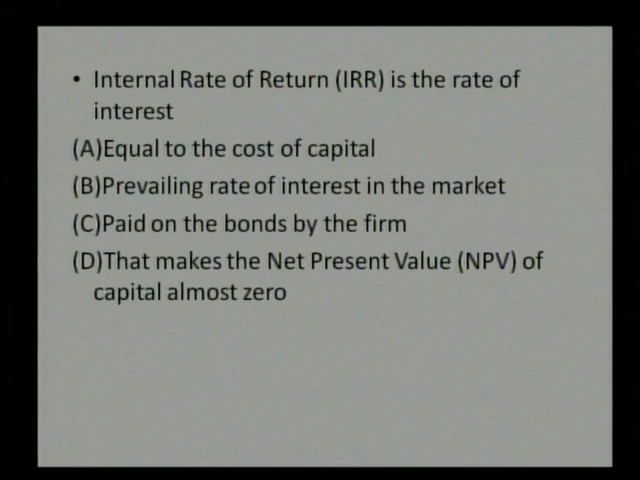 • Internal Rate of Return (IRR) is the rate of
interest
(A)Equal to the cost of capital
(B)Prevailing rate of interest in the market
(C)Paid on the bonds by the firm
(D)That makes the Net Present Value (NPV) of
capital almost zero